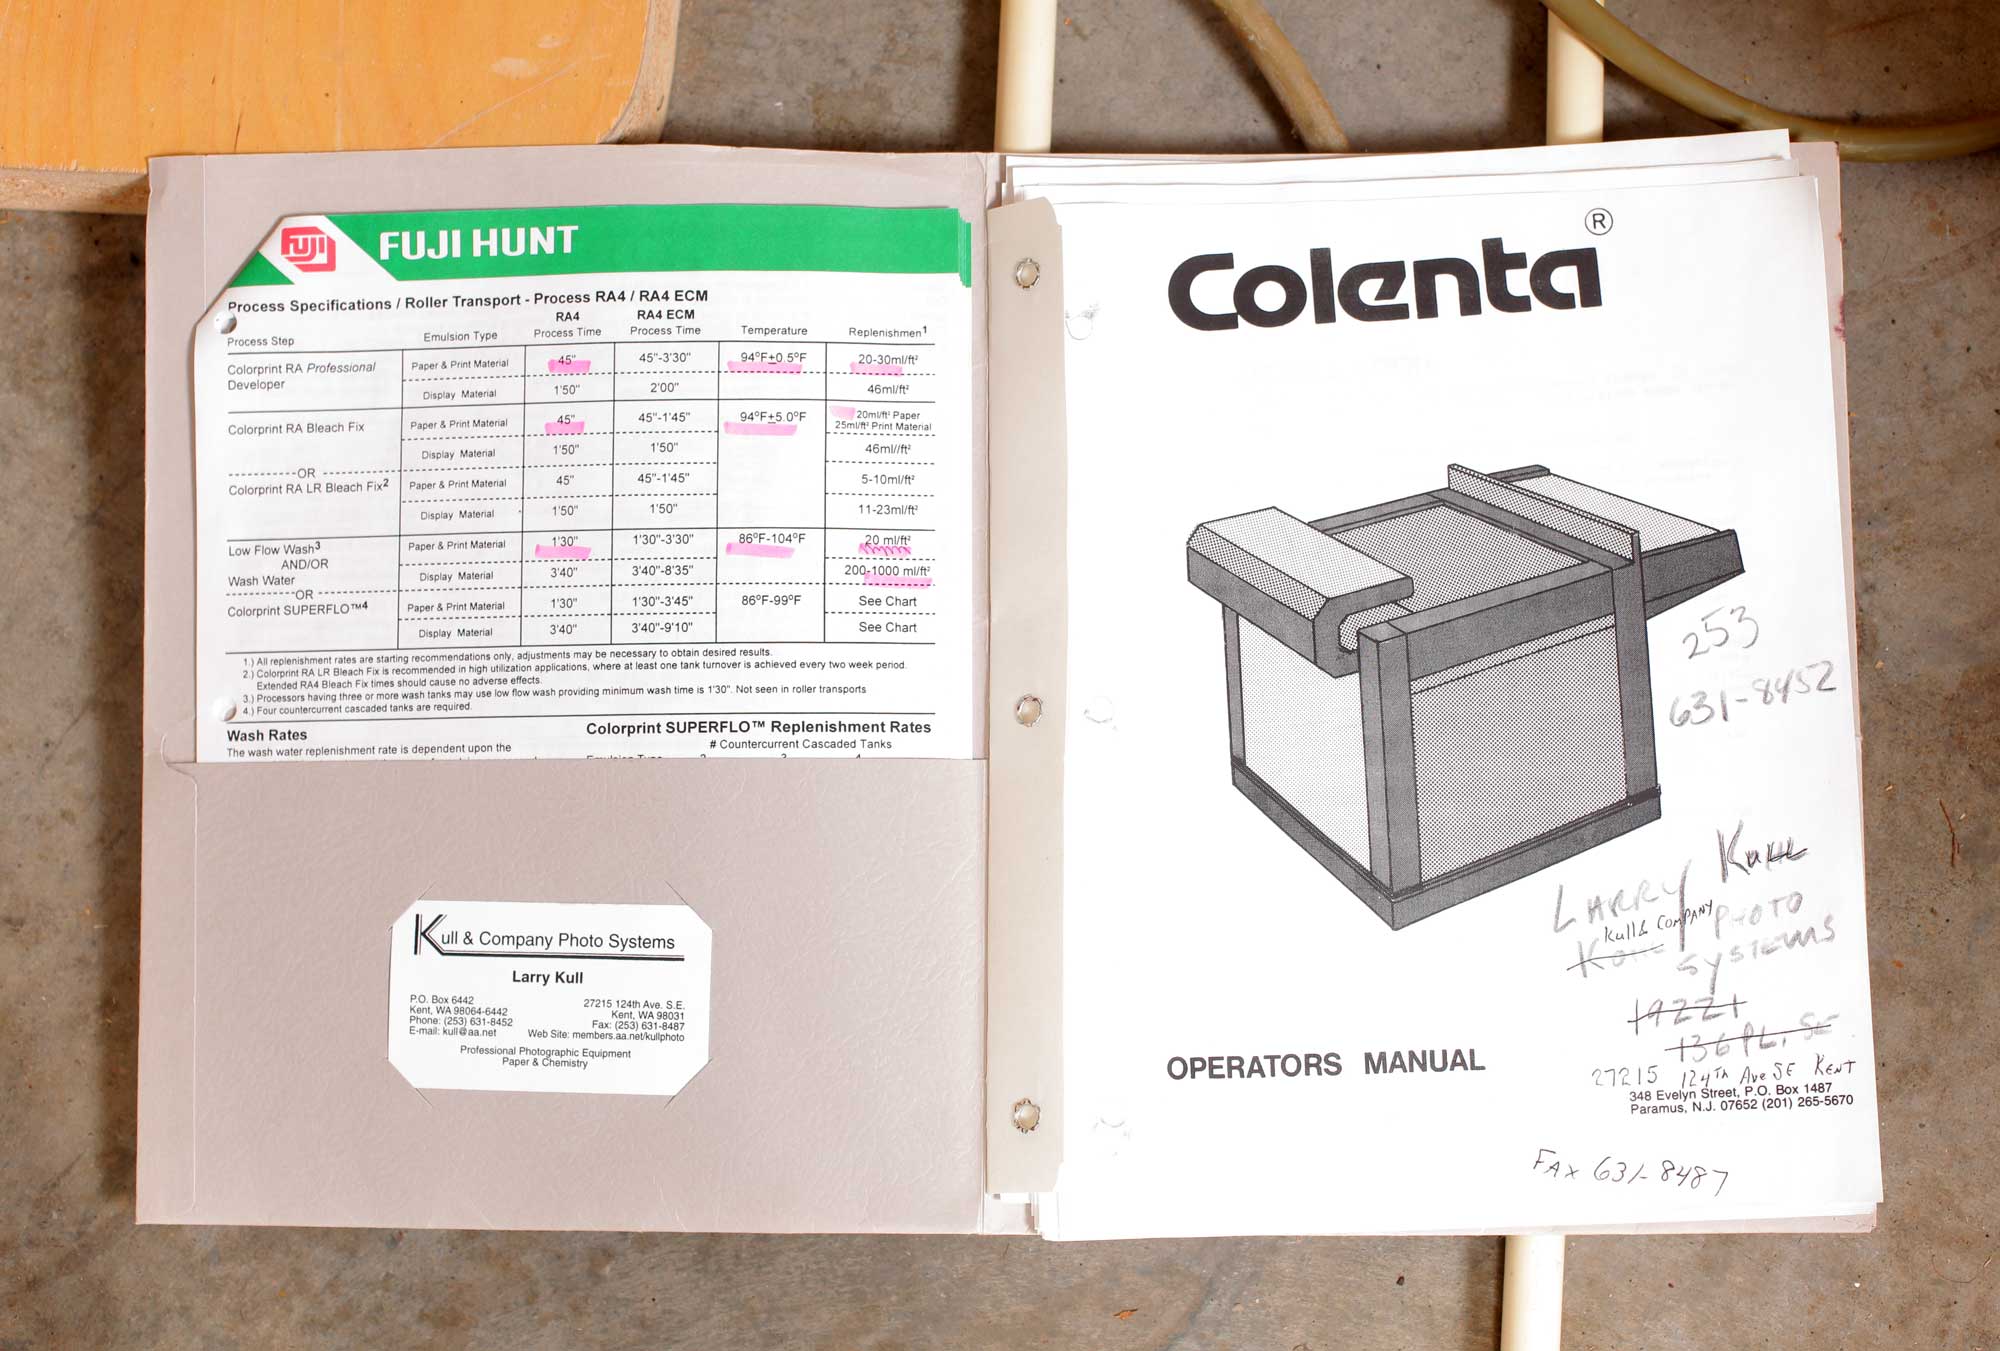 FUJI
FUJI HUNT
Process Specifications / Roller Transport - Process RA4 / RA4 ECM
Process Step Emulsion Type RA4 Process Time RA4 ECM Process Time Temperature Replenishmen1
Colorprint RA Professional Developer Paper & Print Material 45" 45"-3'30" 94°F±0.5°F 20-30ml/ft²
Display Material 1'50" 2'00" 46ml/ft²
Colorprint RA Bleach Fix Paper & Print Material 45" 45"-1'45" 94°F±5.0°F 20ml/ft² Paper
25ml/ft² Print Material
Display Material 1'50" 1'50" 46ml//ft²
OR
Colorprint RA LR Bleach Fix2 Paper & Print Material 45" 45"-1'45" 5-10ml/ft²
Display Material 1'50" 1'50" 11-23ml/ft²
Low Flow Wash3 Paper & Print Material 1'30" 1'30"-3'30" 86°F-104°F 20 ml/ft²
AND/OR
Wash Water Display Material 3'40" 3'40"-8'35" 200-1000 ml/ft²
OR
Colorprint SUPERFLO™4 Paper & Print Material 1'30" 1'30"-3'45" 86°F-99°F See Chart
Display Material 3'40" 3'40"-9'10" See Chart
1.) All replenishment rates are starting recommendations only, adjustments may be necessary to obtain desired results.
2.) Colorprint RA LR Bleach Fix is recommended in high utilization applications, where at least one tank turnover is achieved every two week period.
Extended RA4 Bleach Fix times should cause no adverse effects.
3.) Processors having three or more wash tanks may use low flow wash providing minimum wash time is 1'30". Not seen in roller transports
4.) Four countercurrent cascaded tanks are required.
Wash Rates
The wash water replenishment rate is dependent upon the
Colorprint SUPERFLO™ Replenishment Rates
# Countercurrent Cascaded Tanks
Kull & Company Photo Systems
Larry Kull
P.O. Box 6442
Kent, WA 98064-6442
Phone: (253) 631-8452
E-mail: kull@aa.net
27215 124th Ave. S.E.
Kent, WA 98031
Fax: (253) 631-8487
Web Site: members.aa.net/kullphoto
Professional Photographic Equipment
Paper & Chemistry
Colenta®
253
631-8452
LARRY Kull
Kull & COMPANY PHOTO
SYSTEMS
19221
136 PL. SE
27215 124TH Ave SE KENT
OPERATORS MANUAL
348 Evelyn Street, P.O. Box 1487
Paramus, N.J. 07652 (201) 265-5670
FAX 631-8487